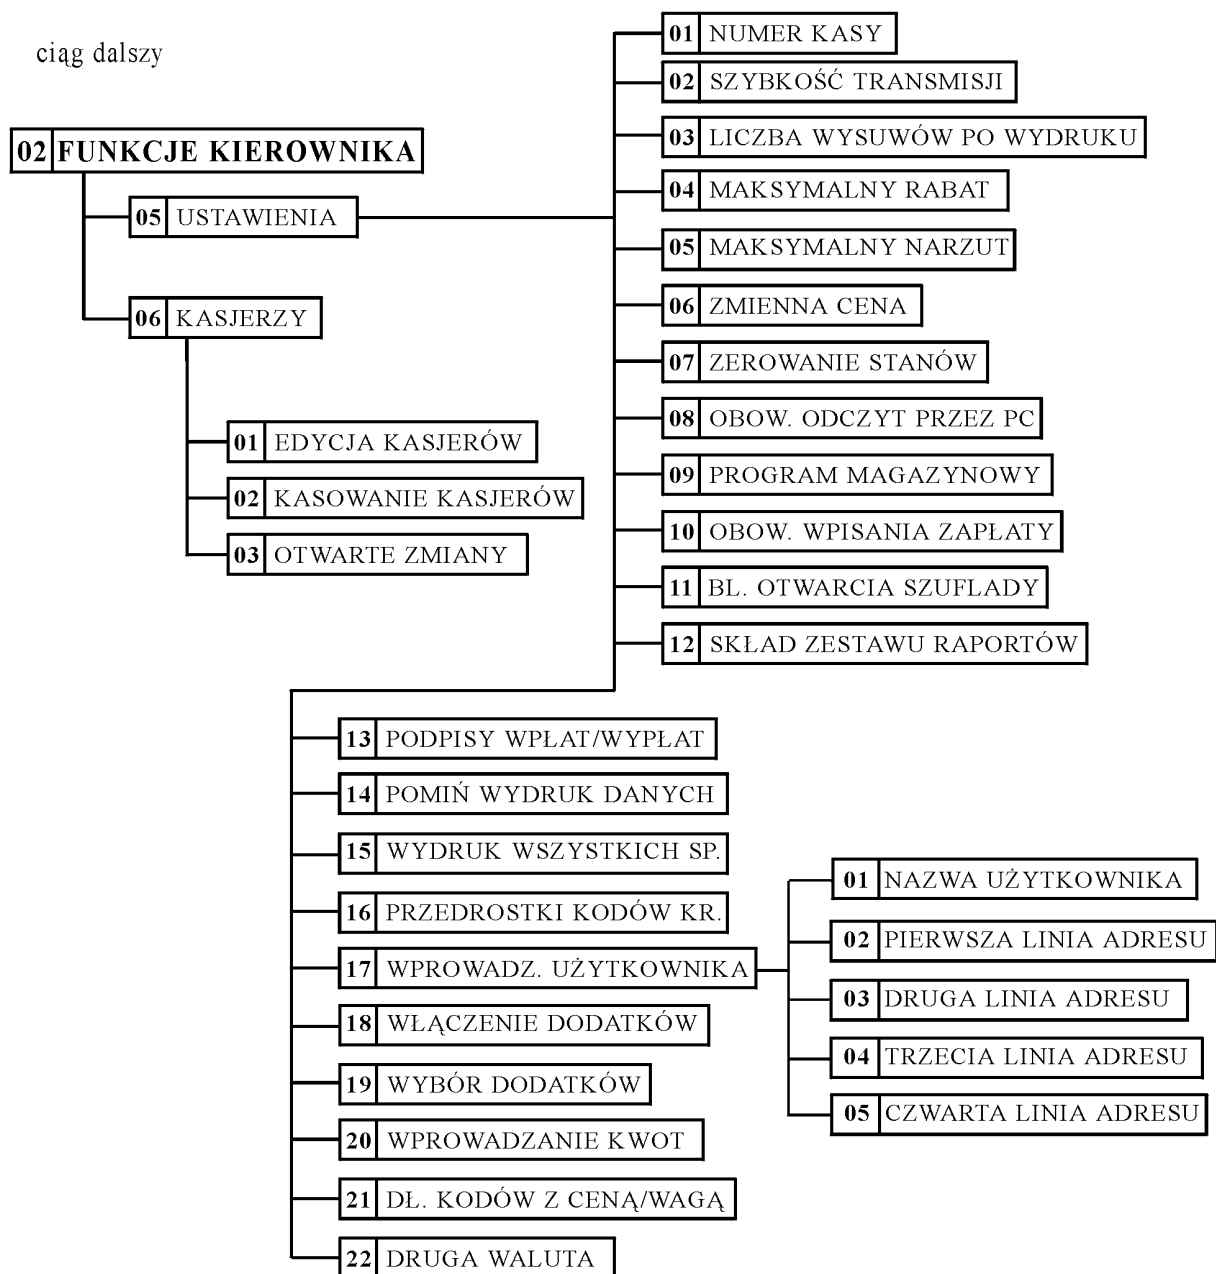 ciąg dalszy
02 FUNKCJE KIEROWNIKA
05 USTAWIENIA
01 NUMER KASY
02 SZYBKOŚĆ TRANSMISJI
03 LICZBA WYSUWÓW PO WYDRUKU
04 MAKSYMALNY RABAT
05 MAKSYMALNY NARZUT
06 ZMIENNA CENA
07 ZEROWANIE STANÓW
08 OBOW. ODCZYT PRZEZ PC
09 PROGRAM MAGAZYNOWY
10 OBOW. WPISANIA ZAPŁATY
11 BL. OTWARCIA SZUFLADY
12 SKŁAD ZESTAWU RAPORTÓW
13 PODPISY WPŁAT/WYPŁAT
14 POMIŃ WYDRUK DANYCH
15 WYDRUK WSZYSTKICH SP.
16 PRZEDROSTKI KODÓW KR.
17 WPROWADZ. UŻYTKOWNIKA
01 NAZWA UŻYTKOWNIKA
02 PIERWSZA LINIA ADRESU
03 DRUGA LINIA ADRESU
04 TRZECIA LINIA ADRESU
05 CZWARTA LINIA ADRESU
18 WŁĄCZENIE DODATKÓW
19 WYBÓR DODATKÓW
20 WPROWADZANIE KWOT
21 DŁ. KODÓW Z CENĄ/WAGĄ
22 DRUGA WALUTA
06 KASJERZY
01 EDYCJA KASJERÓW
02 KASOWANIE KASJERÓW
03 OTWARTE ZMIANY